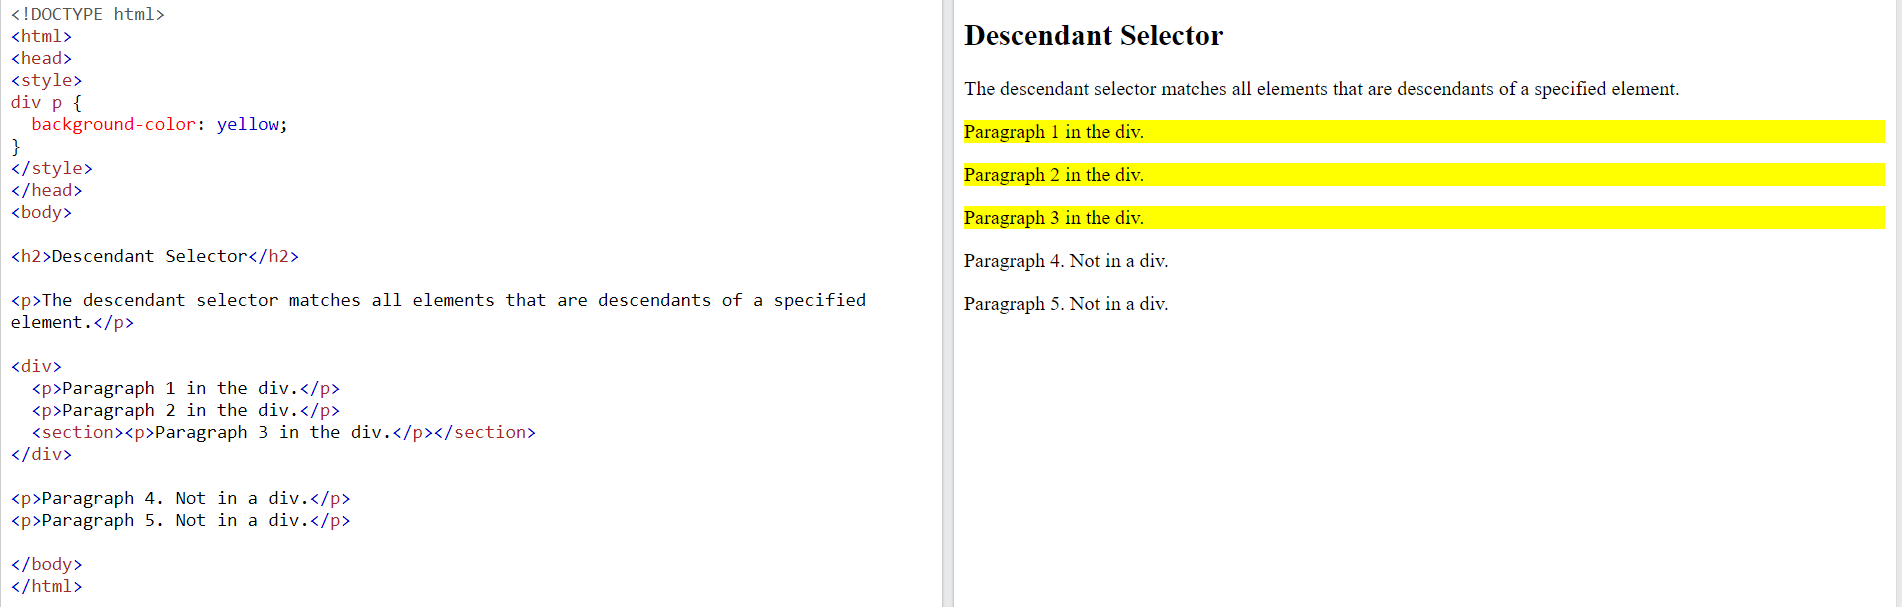 <!DOCTYPE html>
<html>
<head>
<style>
div p {
  background-color: yellow;
}
</style>
</head>
<body>

<h2>Descendant Selector</h2>

<p>The descendant selector matches all elements that are descendants of a specified
element.</p>

<div>
  <p>Paragraph 1 in the div.</p>
  <p>Paragraph 2 in the div.</p>
  <section><p>Paragraph 3 in the div.</p></section>
</div>

<p>Paragraph 4. Not in a div.</p>
<p>Paragraph 5. Not in a div.</p>

</body>
</html>
Descendant Selector
The descendant selector matches all elements that are descendants of a specified element.
Paragraph 1 in the div.
Paragraph 2 in the div.
Paragraph 3 in the div.
Paragraph 4. Not in a div.
Paragraph 5. Not in a div.